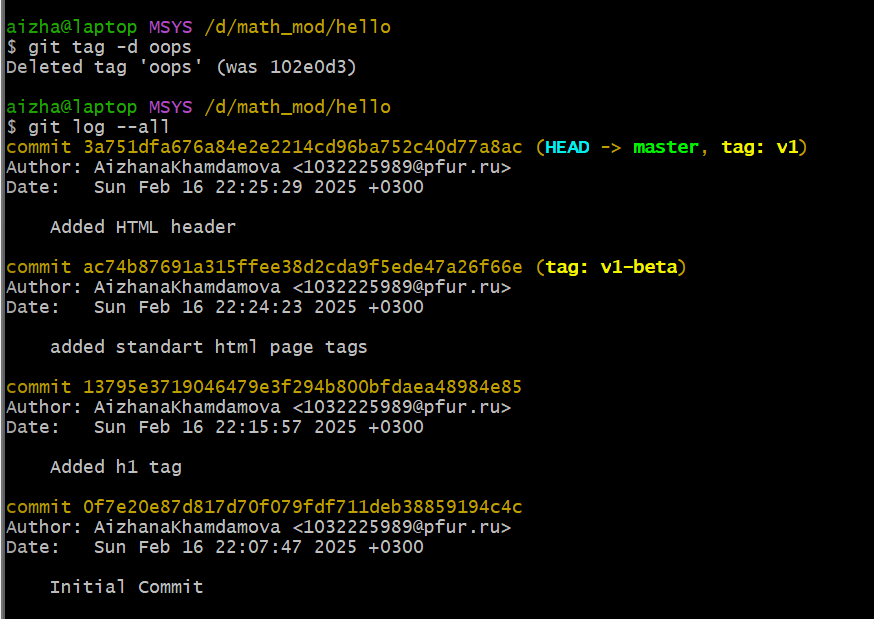 aizha@laptop MSYS /d/math_mod/hello
$ git tag -d oops
Deleted tag 'oops' (was 102e0d3)
aizha@laptop MSYS /d/math_mod/hello
$ git log --all
commit 3a751dfa676a84e2e2214cd96ba752c40d77a8ac (HEAD -> master, tag: v1)
Author: AizhanaKhamdamova <1032225989@pfur.ru>
Date:   Sun Feb 16 22:25:29 2025 +0300
    Added HTML header
commit ac74b87691a315ffee38d2cda9f5ede47a26f66e (tag: v1-beta)
Author: AizhanaKhamdamova <1032225989@pfur.ru>
Date:   Sun Feb 16 22:24:23 2025 +0300
    added standart html page tags
commit 13795e3719046479e3f294b800bfdaea48984e85
Author: AizhanaKhamdamova <1032225989@pfur.ru>
Date:   Sun Feb 16 22:15:57 2025 +0300
    Added h1 tag
commit 0f7e20e87d817d70f079fdf711deb38859194c4c
Author: AizhanaKhamdamova <1032225989@pfur.ru>
Date:   Sun Feb 16 22:07:47 2025 +0300
    Initial Commit